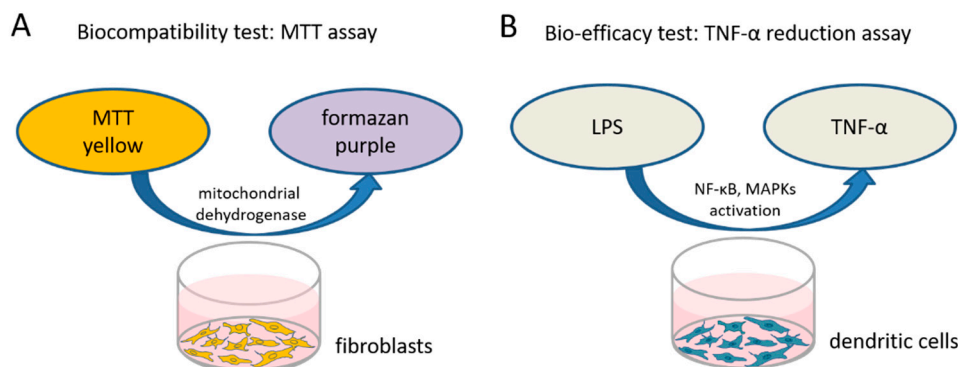 A
Biocompatibility test: MTT assay
MTT
yellow
formazan
purple
mitochondrial
dehydrogenase
fibroblasts
B
Bio-efficacy test: TNF-α reduction assay
LPS
TNF-α
NF-κB, MAPKs
activation
dendritic cells